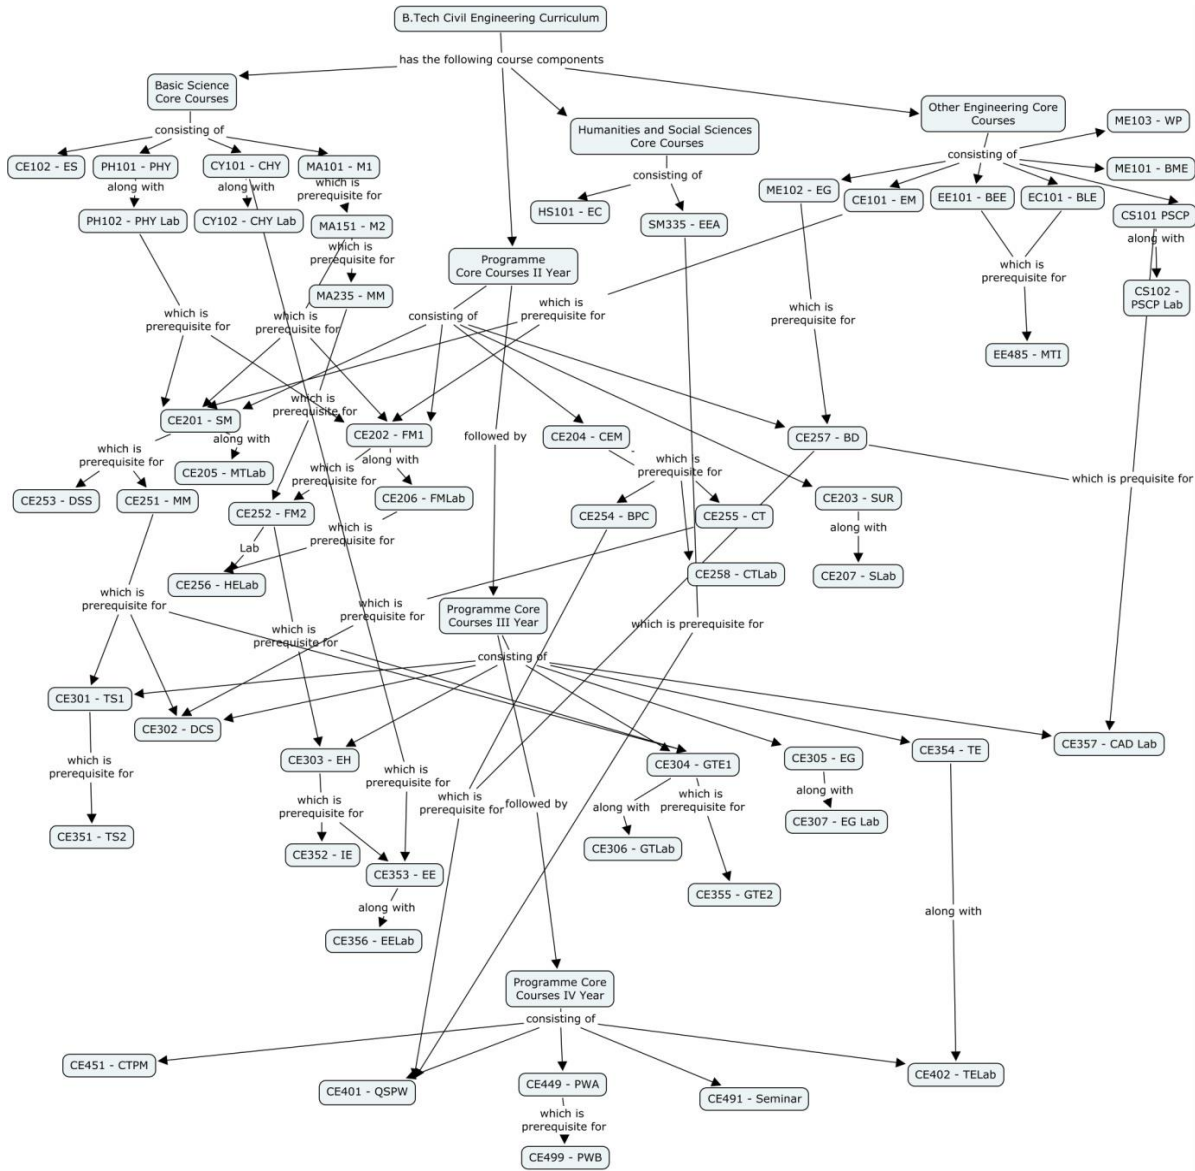 B.Tech Civil Engineering Curriculum
has the following course components
Basic Science
Core Courses
Other Engineering Core
Courses
ME103 - WP
Humanities and Social Sciences
Core Courses
consisting of
consisting of
CE102 - ES
PH101 - PHY
CY101 - CHY
MA101 - M1
consisting of
ME101 - BME
along with
along with
which is
prerequisite for
ME102 - EG
CE101 - EM
EE101 - BEE
EC101 - BLE
HS101 - EC
SM335 - EEA
CS101 PSCP
PH102 - PHY Lab
CY102 - CHY Lab
MA151 - M2
along with
which is
prerequisite for
Programme
Core Courses II Year
which is
prerequisite for
CS102 -
PSCP Lab
MA235 - MM
which is
prerequisite for
which is
prerequisite for
consisting of
which is
prerequisite for
which is
prerequisite for
EE485 - MTI
which is
prerequisite for
CE201 - SM
CE202 - FM1
followed by
CE204 - CEM
CE257 - BD
which is
prerequisite for
along with
along with
which is
prerequisite for
which is
prerequisite for
which is prequisite for
CE205 - MTLab
CE253 - DSS
CE251 - MM
CE206 - FMLab
CE203 - SUR
CE252 - FM2
CE254 - BPC
CE255 - CT
along with
Lab
which is
prerequisite for
CE256 - HELab
CE258 - CTLab
CE207 - SLab
which is
prerequisite for
which is
prerequisite for
Programme Core
Courses III Year
which is prerequisite for
which is
prerequisite for
consisting of
CE301 - TS1
CE302 - DCS
CE303 - EH
CE304 - GTE1
CE305 - EG
CE354 - TE
CE357 - CAD Lab
which is
prerequisite for
which is
prerequisite for
which is
prerequisite for
which is
prerequisite for
followed by
along with
which is
prerequisite for
along with
CE307 - EG Lab
CE351 - TS2
CE352 - IE
CE306 - GTLab
CE353 - EE
CE355 - GTE2
along with
along with
CE356 - EELab
Programme Core
Courses IV Year
consisting of
CE451 - CTPM
CE401 - QSPW
CE449 - PWA
CE491 - Seminar
CE402 - TELab
which is
prerequisite for
CE499 - PWB